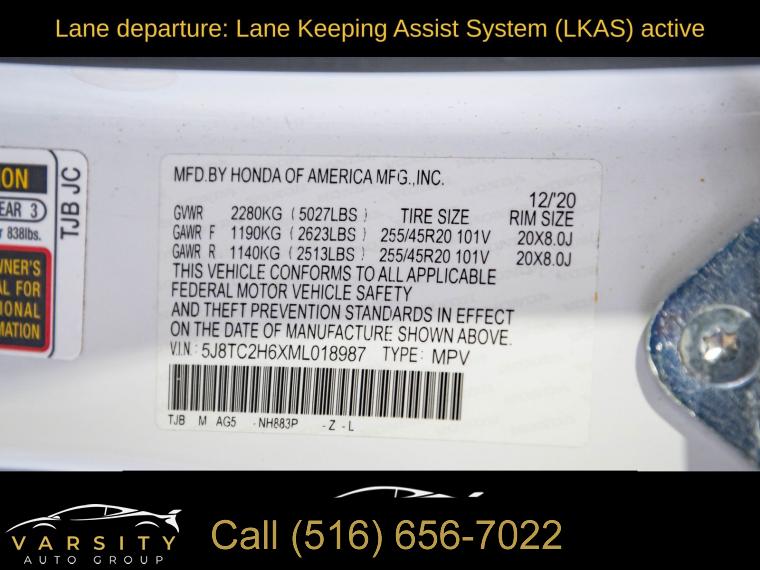 Lane departure: Lane Keeping Assist System (LKAS) active
ON
EAR 3
838lbs.
WNER'S
AL FOR
IONAL
MATION
TJB JC
MFD.BY HONDA OF AMERICA MFG.,INC.
12/'20
GVWR 2280KG (5027LBS) TIRE SIZE RIM SIZE
GAWR F 1190KG (2623LBS) 255/45R20 101V 20X8.0J
GAWR R 1140KG (2513LBS) 255/45R20 101V 20X8.0J
THIS VEHICLE CONFORMS TO ALL APPLICABLE
FEDERAL MOTOR VEHICLE SAFETY
AND THEFT PREVENTION STANDARDS IN EFFECT
ON THE DATE OF MANUFACTURE SHOWN ABOVE.
V.I.N.: 5J8TC2H6XML018987 TYPE: MPV
TJB M AG5 -NH883P -Z -L
VARSITY
AUTO GROUP
Call (516) 656-7022